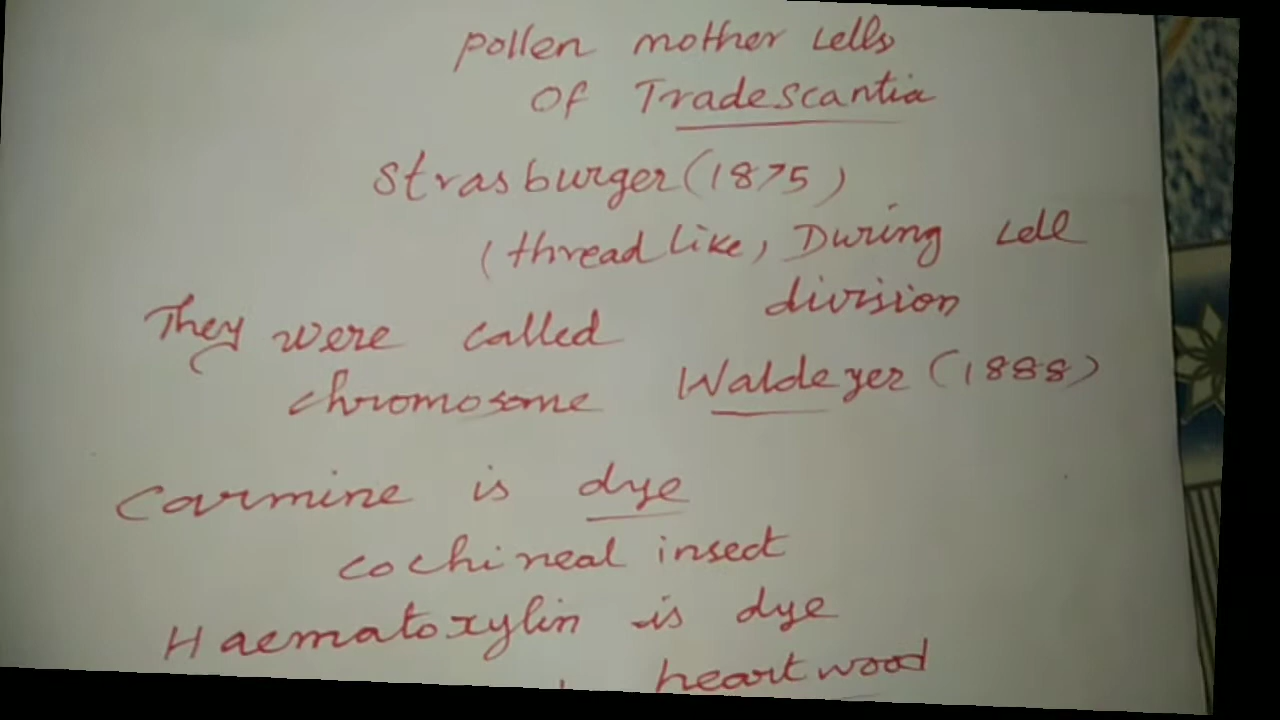 pollen mother cells
Of Tradescantia
Strasburger (1875)
(thread like, During cell
division
They were called
chromosome Waldeyer (1888)
Carmine is dye
cochineal insect
Haematoxylin is dye
heartwood